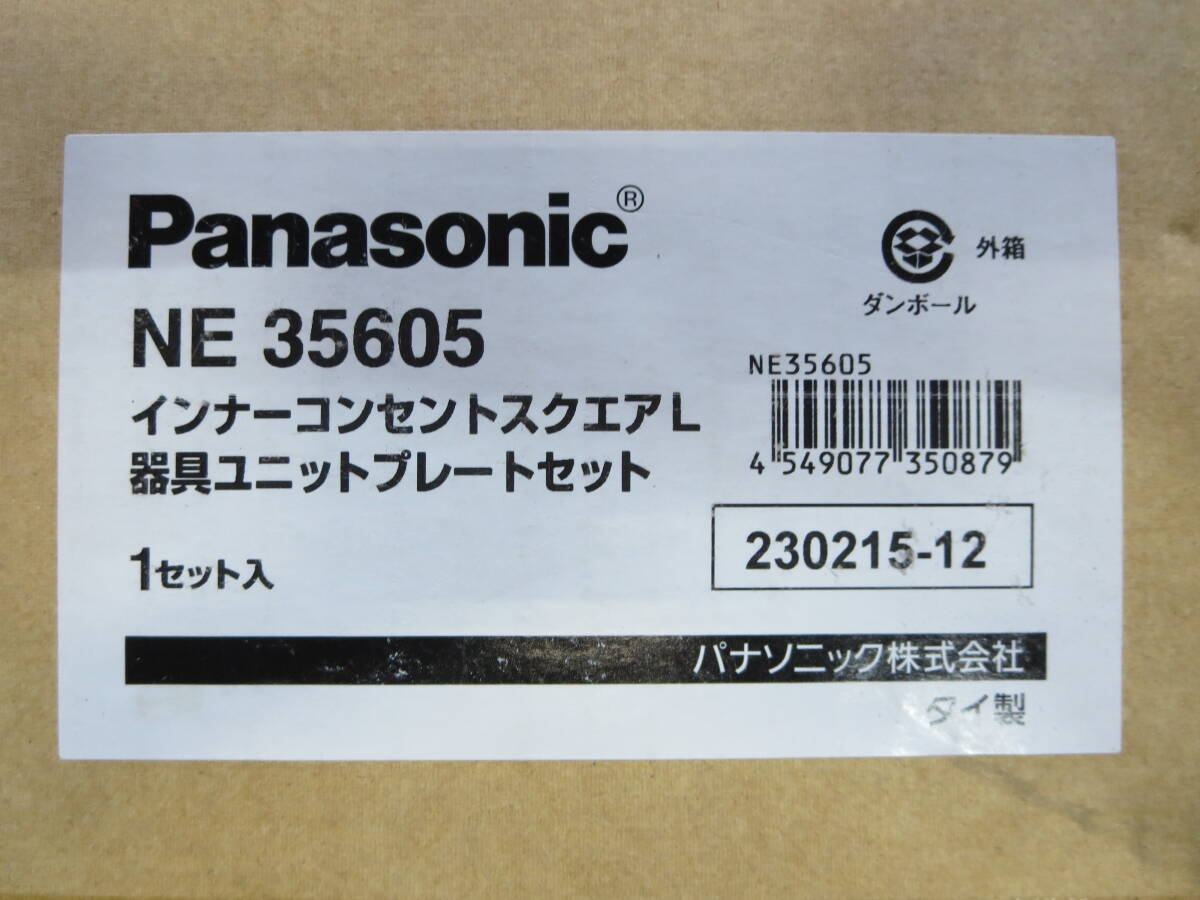 Panasonic®
NE 35605
インナーコンセントスクエアL
器具ユニットプレートセット
1セット入
外箱
ダンボール
NE35605
4 549077 350879
230215-12
パナソニック株式会社
タイ製